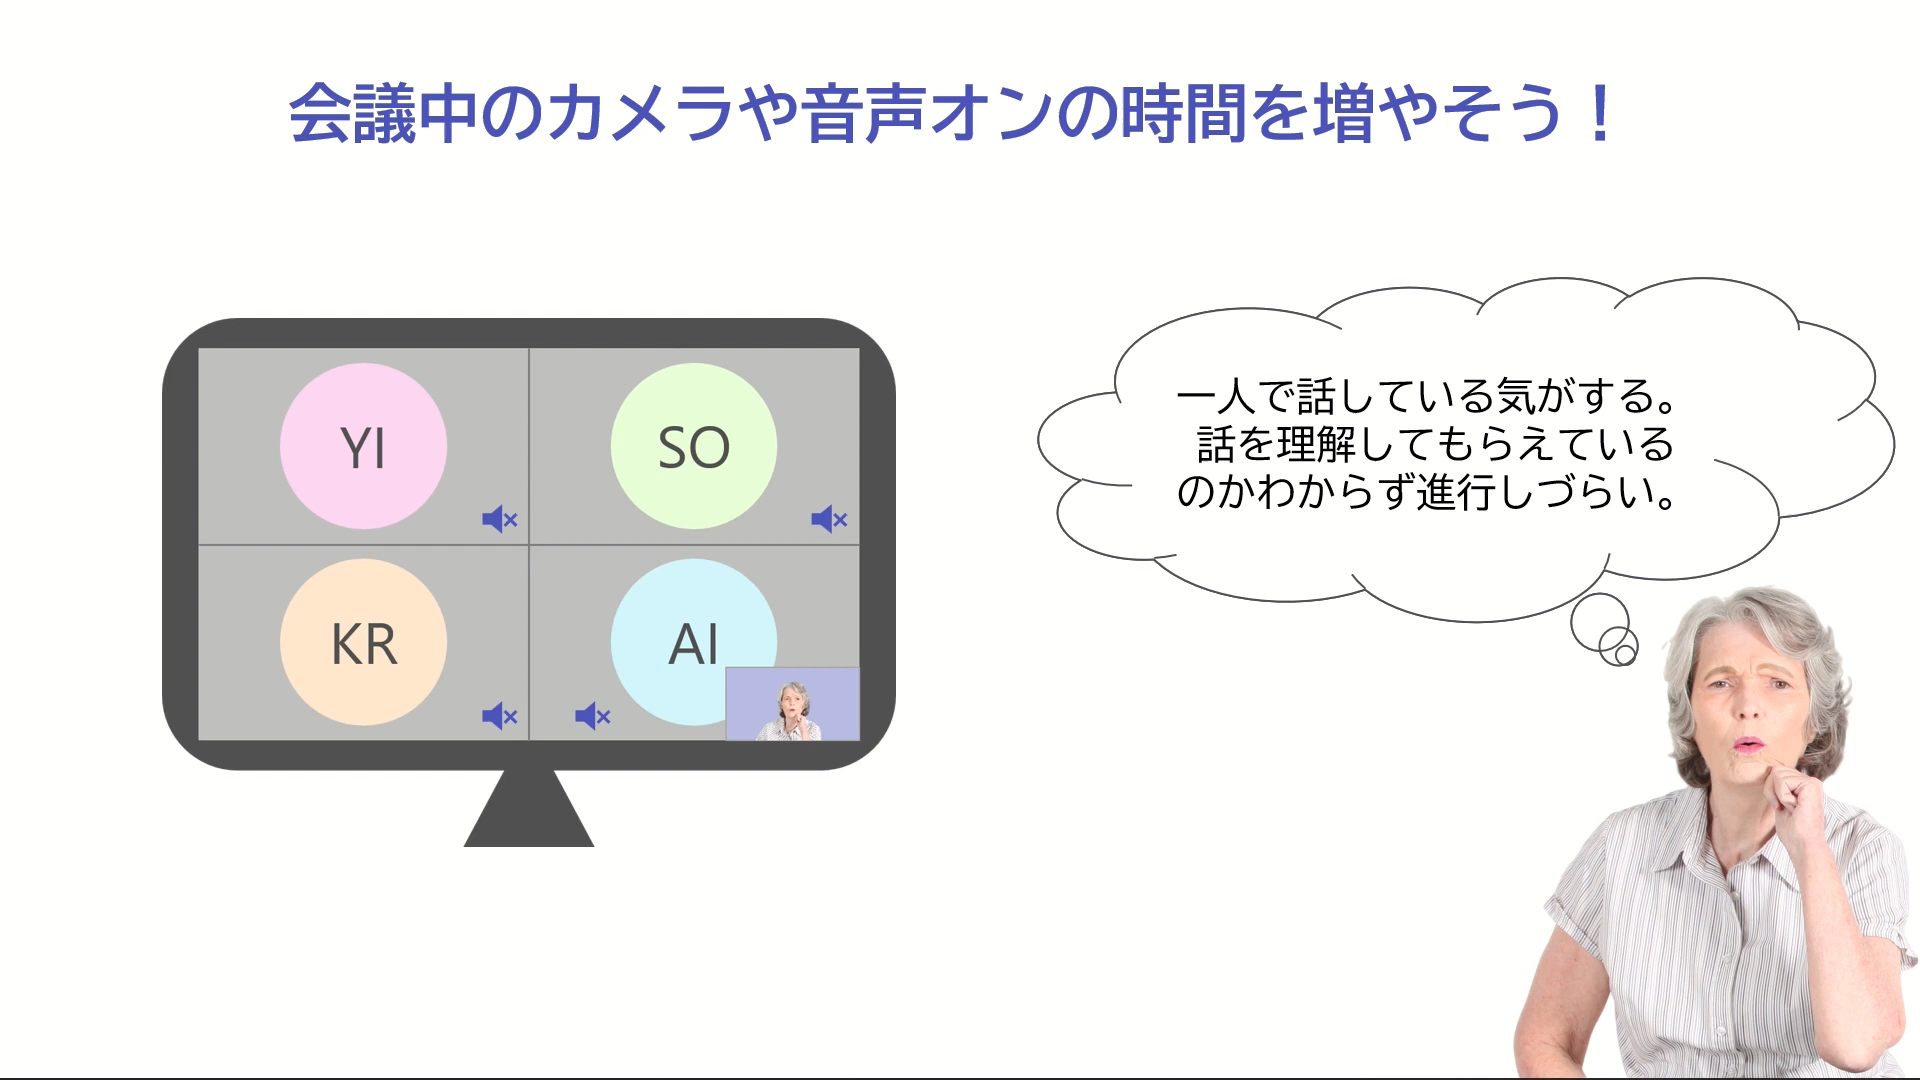 会議中のカメラや音声オンの時間を増やそう！
YI
SO
KR
AI
一人で話している気がする。
話を理解してもらえている
のかわからず進行しづらい。